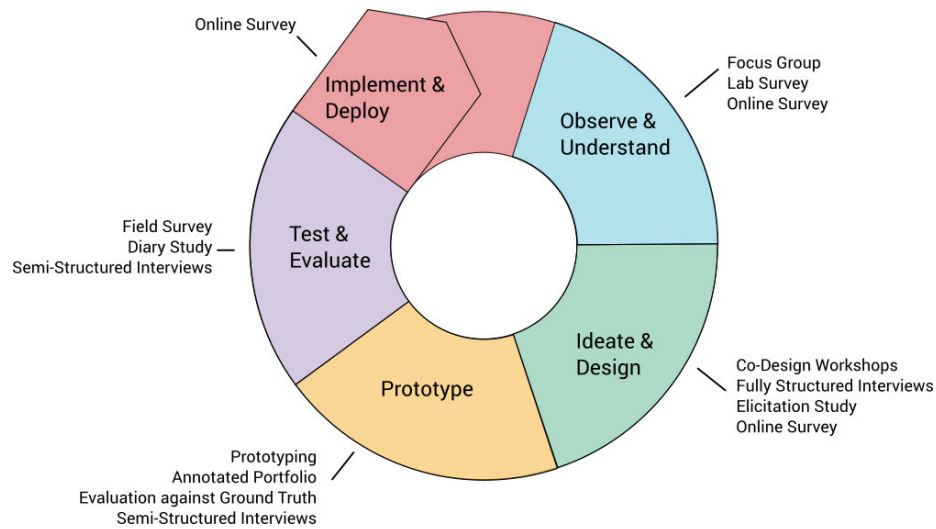 Online Survey
Implement &
Deploy
Focus Group
Lab Survey
Online Survey
Observe &
Understand
Field Survey
Diary Study
Semi-Structured Interviews
Test &
Evaluate
Ideate &
Design
Co-Design Workshops
Fully Structured Interviews
Elicitation Study
Online Survey
Prototype
Prototyping
Annotated Portfolio
Evaluation against Ground Truth
Semi-Structured Interviews